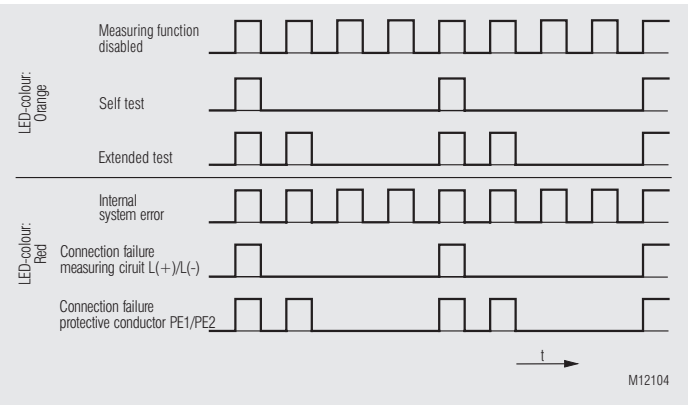 LED-colour:
Orange
Measuring function
disabled
Self test
Extended test
LED-colour:
Red
Internal
system error
Connection failure
measuring ciruit L(+)/L(-)
Connection failure
protective conductor PE1/PE2
t
M12104